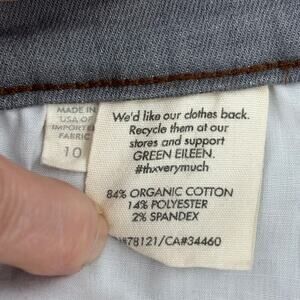 MADE IN
USA OF
IMPORTED
FABRIC
10
We'd like our clothes back.
Recycle them at our
stores and support
GREEN EILEEN.
#thxverymuch
84% ORGANIC COTTON
14% POLYESTER
2% SPANDEX
#78121/CA#34460